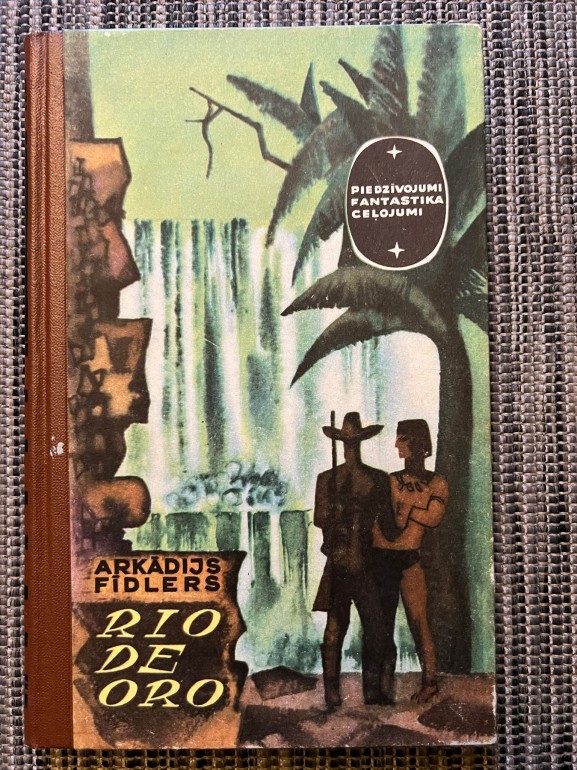 PIEDZĪVOJUMI
FANTASTIKA
CEĻOJUMI
ARKĀDIJS
FĪDLERS
RIO
DE
ORO